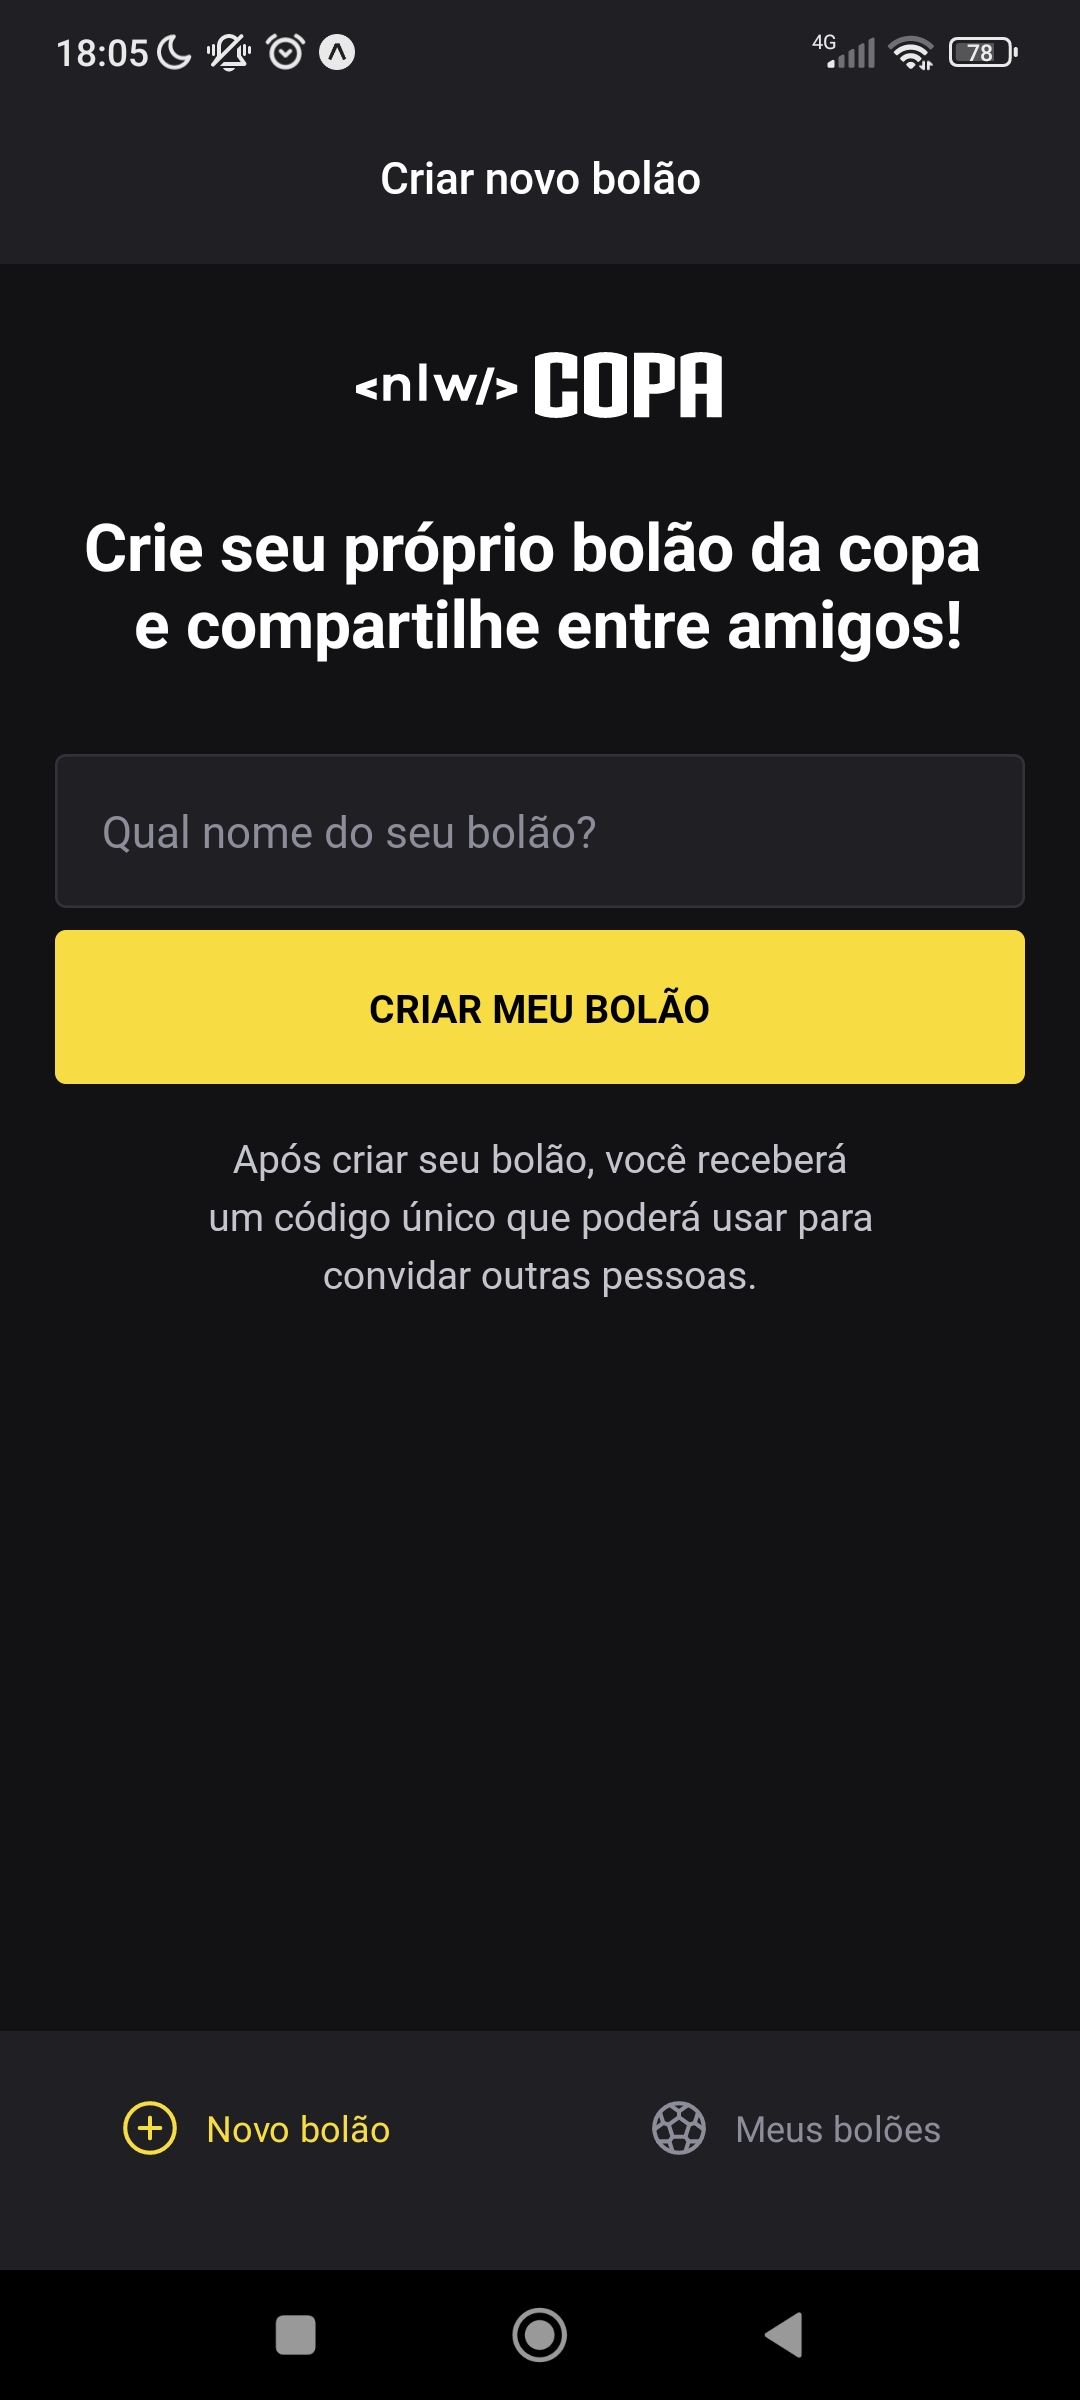 18:05
4G
78
Criar novo bolão
<nlw/> COPA
Crie seu próprio bolão da copa
e compartilhe entre amigos!
Qual nome do seu bolão?
CRIAR MEU BOLÃO
Após criar seu bolão, você receberá
um código único que poderá usar para
convidar outras pessoas.
Novo bolão
Meus bolões